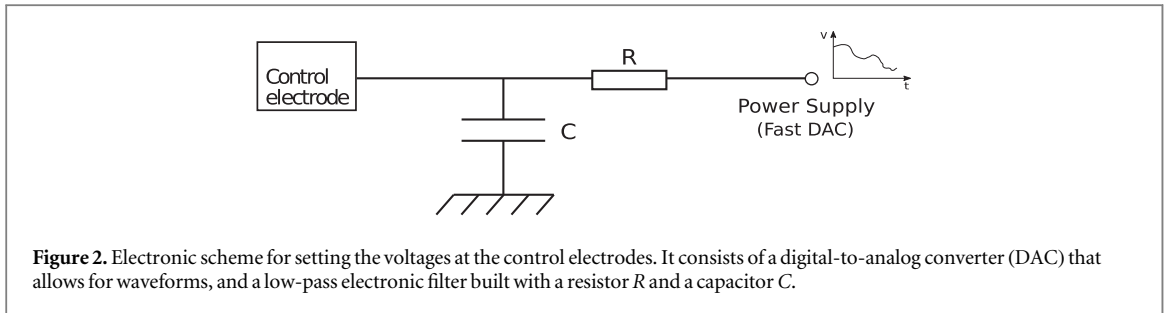 Control
electrode
C
R
v
t
Power Supply
(Fast DAC)
Figure 2. Electronic scheme for setting the voltages at the control electrodes. It consists of a digital-to-analog converter (DAC) that
allows for waveforms, and a low-pass electronic filter built with a resistor R and a capacitor C.